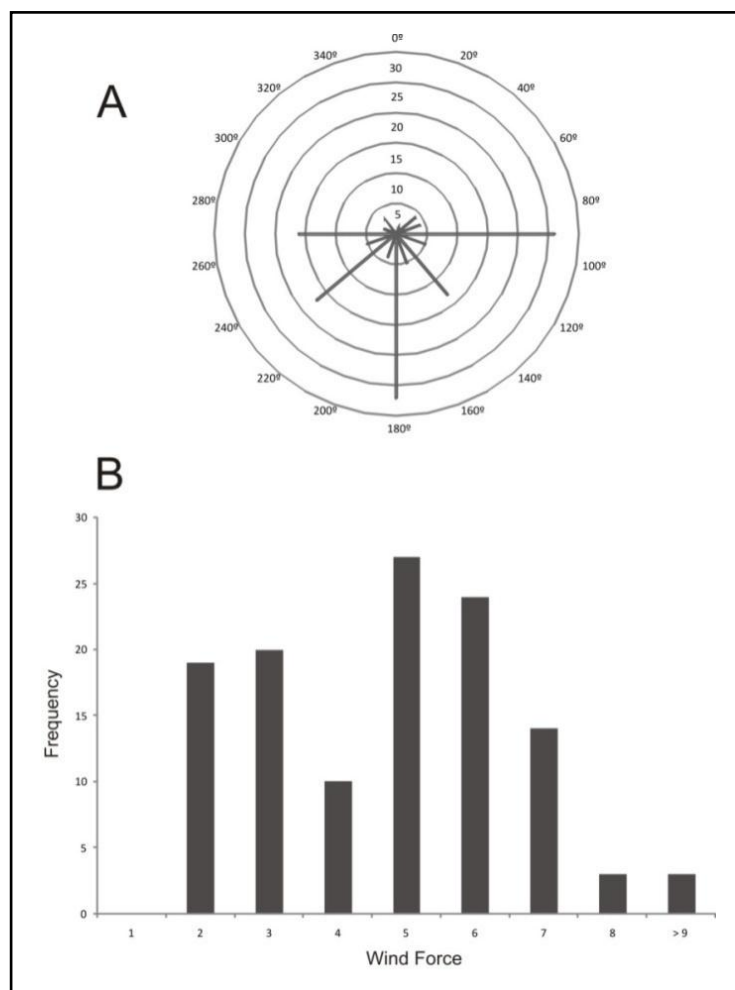 A
0º
340º 20º
320º 40º
300º 60º
280º 80º
260º 100º
240º 120º
220º 140º
200º 160º
180º
30
25
20
15
10
5
B
Frequency
30
25
20
15
10
5
0
1 2 3 4 5 6 7 8 > 9
Wind Force